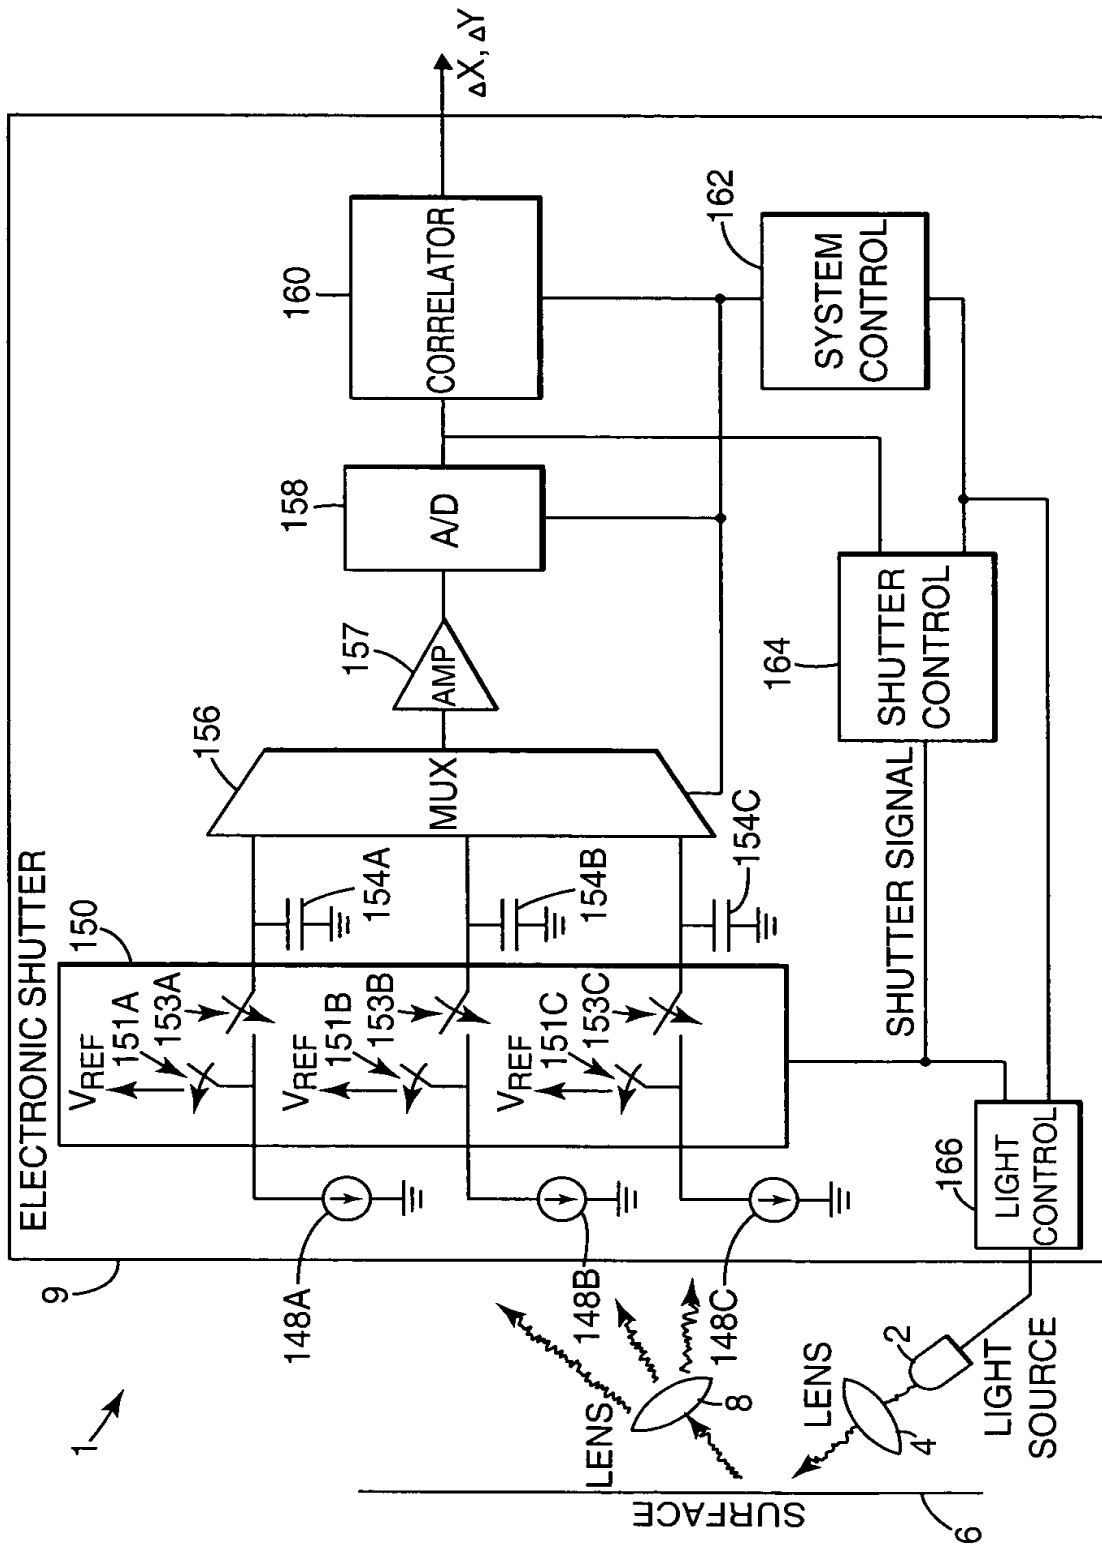 ELECTRONIC SHUTTER
9
1
150
VREF
151A
153A
VREF
151B
153B
VREF
151C
153C
148A
148B
148C
154A
154B
154C
156
MUX
157
AMP
158
A/D
160
CORRELATOR
ΔX, ΔY
162
SYSTEM
CONTROL
164
SHUTTER
CONTROL
SHUTTER SIGNAL
166
LIGHT
CONTROL
LENS
8
LENS
4
2
LIGHT
SOURCE
SURFACE
6